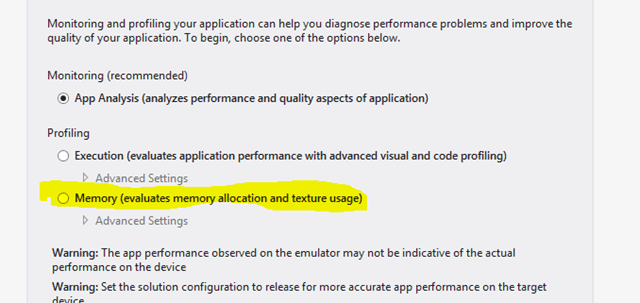 Monitoring and profiling your application can help you diagnose performance problems and improve the
quality of your application. To begin, choose one of the options below.
Monitoring (recommended)
App Analysis (analyzes performance and quality aspects of application)
Profiling
Execution (evaluates application performance with advanced visual and code profiling)
Advanced Settings
Memory (evaluates memory allocation and texture usage)
Advanced Settings
Warning: The app performance observed on the emulator may not be indicative of the actual
performance on the device
Warning: Set the solution configuration to release for more accurate app performance on the target
device